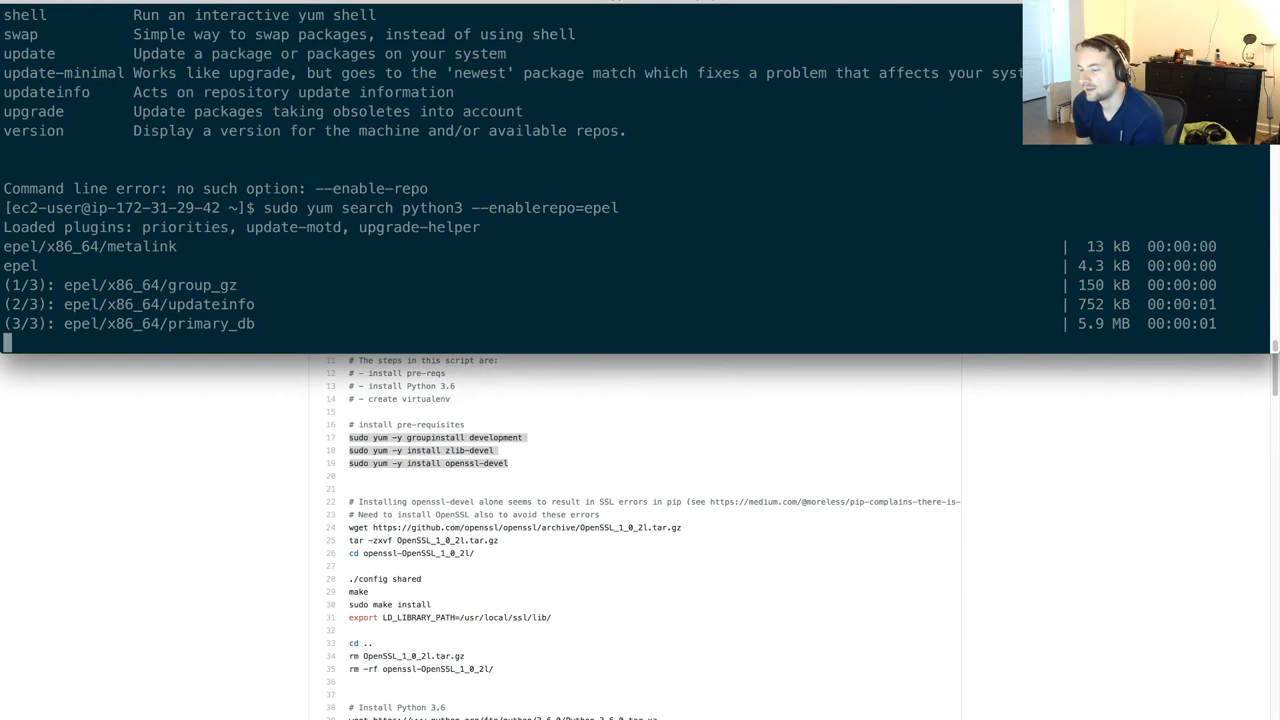 shell Run an interactive yum shell
swap Simple way to swap packages, instead of using shell
update Update a package or packages on your system
update-minimal Works like upgrade, but goes to the 'newest' package match which fixes a problem that affects your syst
updateinfo Acts on repository update information
upgrade Update packages taking obsoletes into account
version Display a version for the machine and/or available repos.
Command line error: no such option: --enable-repo
[ec2-user@ip-172-31-29-42 ~]$ sudo yum search python3 --enablerepo=epel
Loaded plugins: priorities, update-motd, upgrade-helper
epel/x86_64/metalink | 13 kB 00:00:00
epel | 4.3 kB 00:00:00
(1/3): epel/x86_64/group_gz | 150 kB 00:00:00
(2/3): epel/x86_64/updateinfo | 752 kB 00:00:01
(3/3): epel/x86_64/primary_db | 5.9 MB 00:00:01
11 # The steps in this script are:
12 # - install pre-reqs
13 # - install Python 3.6
14 # - create virtualenv
15
16 # install pre-requisites
17 sudo yum -y groupinstall development
18 sudo yum -y install zlib-devel
19 sudo yum -y install openssl-devel
20
21
22 # Installing openssl-devel alone seems to result in SSL errors in pip (see https://medium.com/@moreless/pip-complains-there-is-
23 # Need to install OpenSSL also to avoid these errors
24 wget https://github.com/openssl/openssl/archive/OpenSSL_1_0_2l.tar.gz
25 tar -zxvf OpenSSL_1_0_2l.tar.gz
26 cd openssl-OpenSSL_1_0_2l/
27
28 ./config shared
29 make
30 sudo make install
31 export LD_LIBRARY_PATH=/usr/local/ssl/lib/
32
33 cd ..
34 rm OpenSSL_1_0_2l.tar.gz
35 rm -rf openssl-OpenSSL_1_0_2l/
36
37
38 # Install Python 3.6